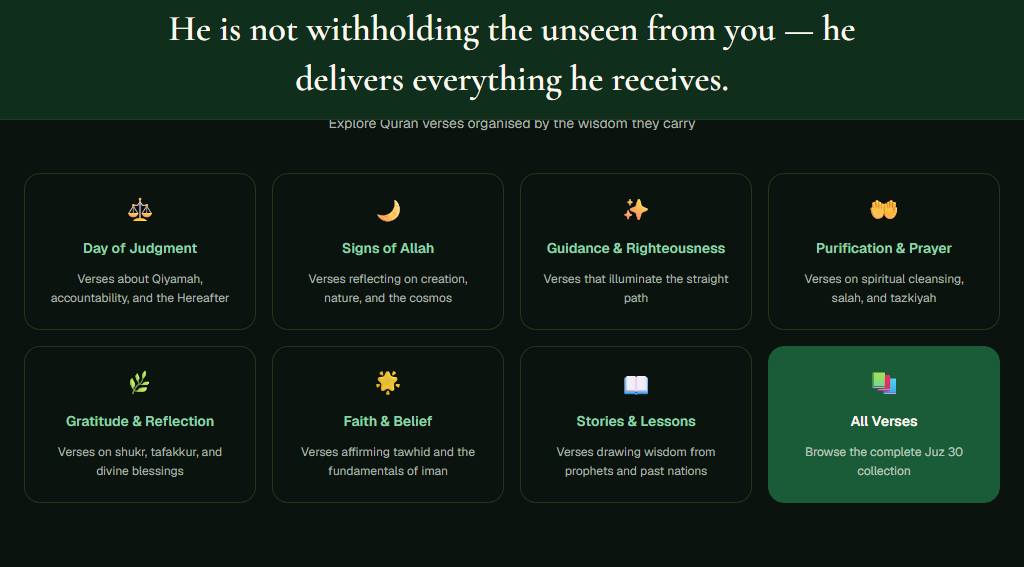 He is not withholding the unseen from you — he
delivers everything he receives.
Explore Quran verses organised by the wisdom they carry
Day of Judgment
Verses about Qiyamah,
accountability, and the Hereafter
Signs of Allah
Verses reflecting on creation,
nature, and the cosmos
Guidance & Righteousness
Verses that illuminate the straight
path
Purification & Prayer
Verses on spiritual cleansing,
salah, and tazkiyah
Gratitude & Reflection
Verses on shukr, tafakkur, and
divine blessings
Faith & Belief
Verses affirming tawhid and the
fundamentals of iman
Stories & Lessons
Verses drawing wisdom from
prophets and past nations
All Verses
Browse the complete Juz 30
collection